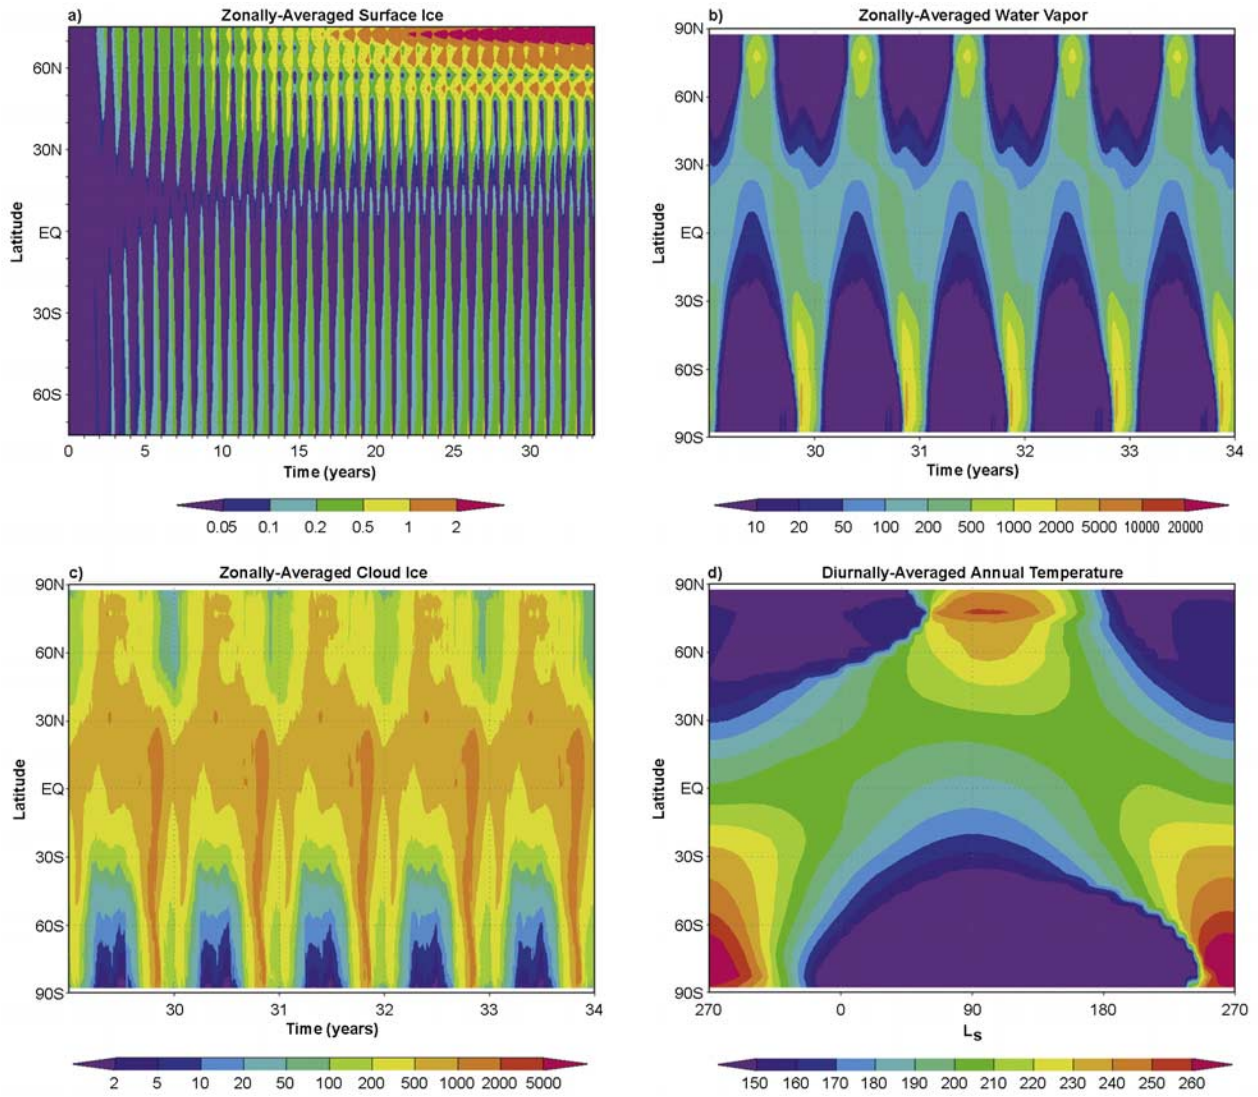 a) Zonally-Averaged Surface Ice
60N
30N
EQ
30S
60S
Latitude
0 5 10 15 20 25 30
Time (years)
0.05 0.1 0.2 0.5 1 2
b) Zonally-Averaged Water Vapor
90N
60N
30N
EQ
30S
60S
90S
Latitude
30 31 32 33 34
Time (years)
10 20 50 100 200 500 1000 2000 5000 10000 20000
c) Zonally-Averaged Cloud Ice
90N
60N
30N
EQ
30S
60S
90S
Latitude
30 31 32 33 34
Time (years)
2 5 10 20 50 100 200 500 1000 2000 5000
d) Diurnally-Averaged Annual Temperature
90N
60N
30N
EQ
30S
60S
90S
Latitude
270 0 90 180 270
Ls
150 160 170 180 190 200 210 220 230 240 250 260